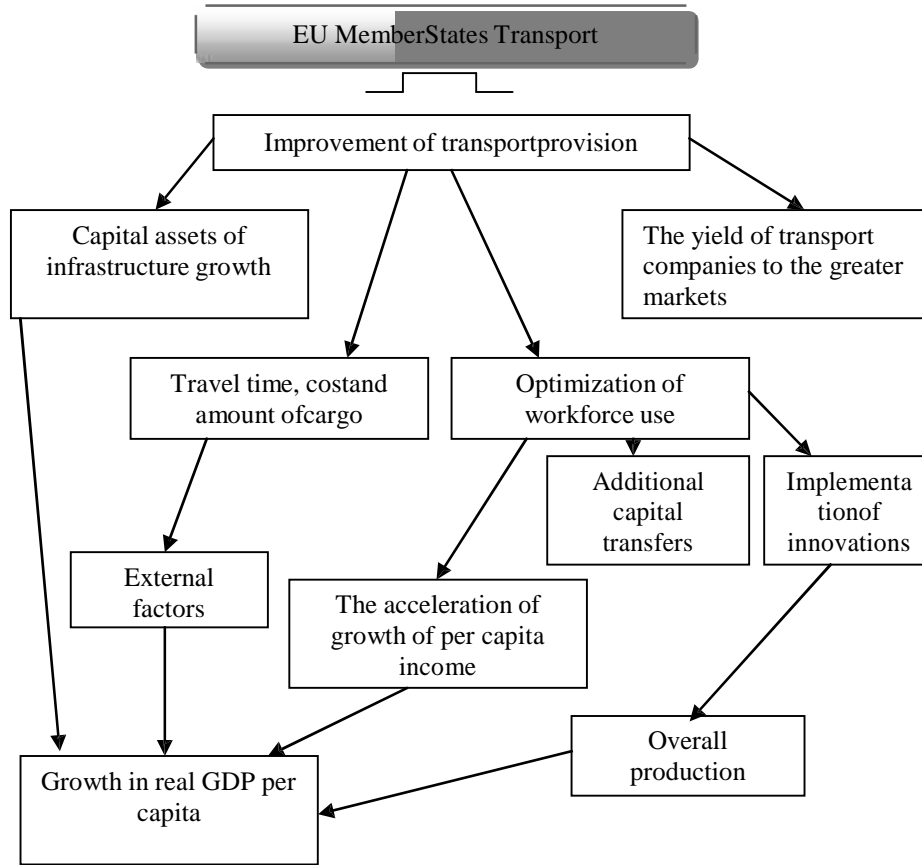 EU MemberStates Transport
Improvement of transportprovision
Capital assets of
infrastructure growth
The yield of transport
companies to the greater
markets
Travel time, costand
amount ofcargo
Optimization of
workforce use
Additional
capital
transfers
Implementa
tionof
innovations
External
factors
The acceleration of
growth of per capita
income
Overall
production
Growth in real GDP per
capita